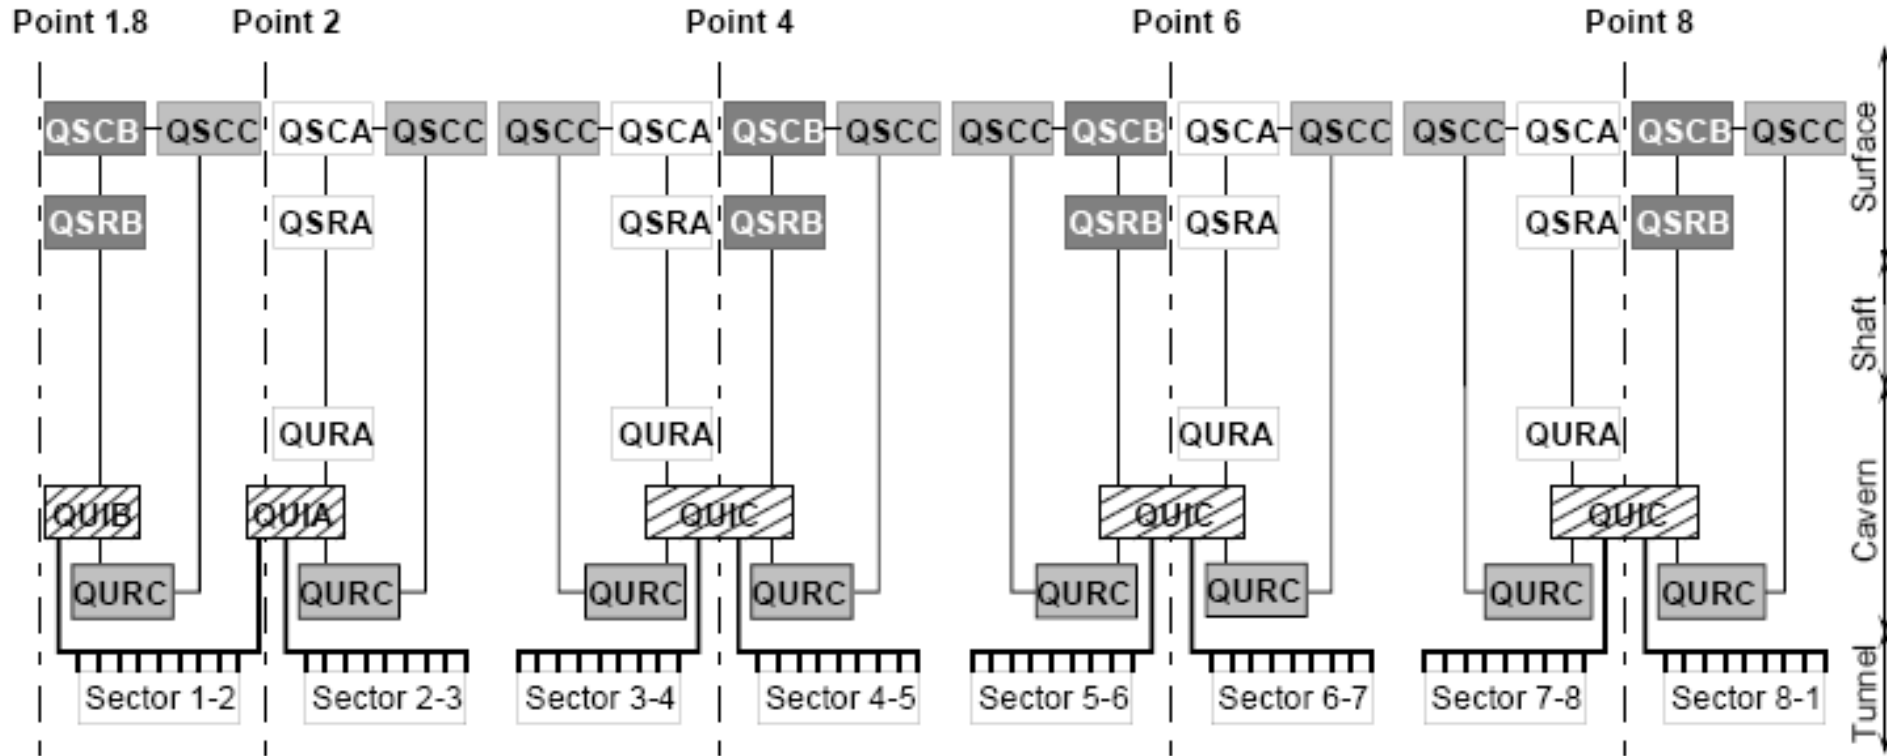 Point 1.8 Point 2 Point 4 Point 6 Point 8
QSCB QSCC QSCA QSCC QSCC QSCA QSCB QSCC QSCC QSCB QSCA QSCC QSCC QSCA QSCB QSCC
QSRB QSRA QSRA QSRB QSRB QSRA QSRA QSRB
QURA QURA QURA QURA
QUIB QUIA QUIC QUIC QUIC
QURC QURC QURC QURC QURC QURC QURC QURC
Sector 1-2 Sector 2-3 Sector 3-4 Sector 4-5 Sector 5-6 Sector 6-7 Sector 7-8 Sector 8-1
Surface
Shaft
Cavern
Tunnel